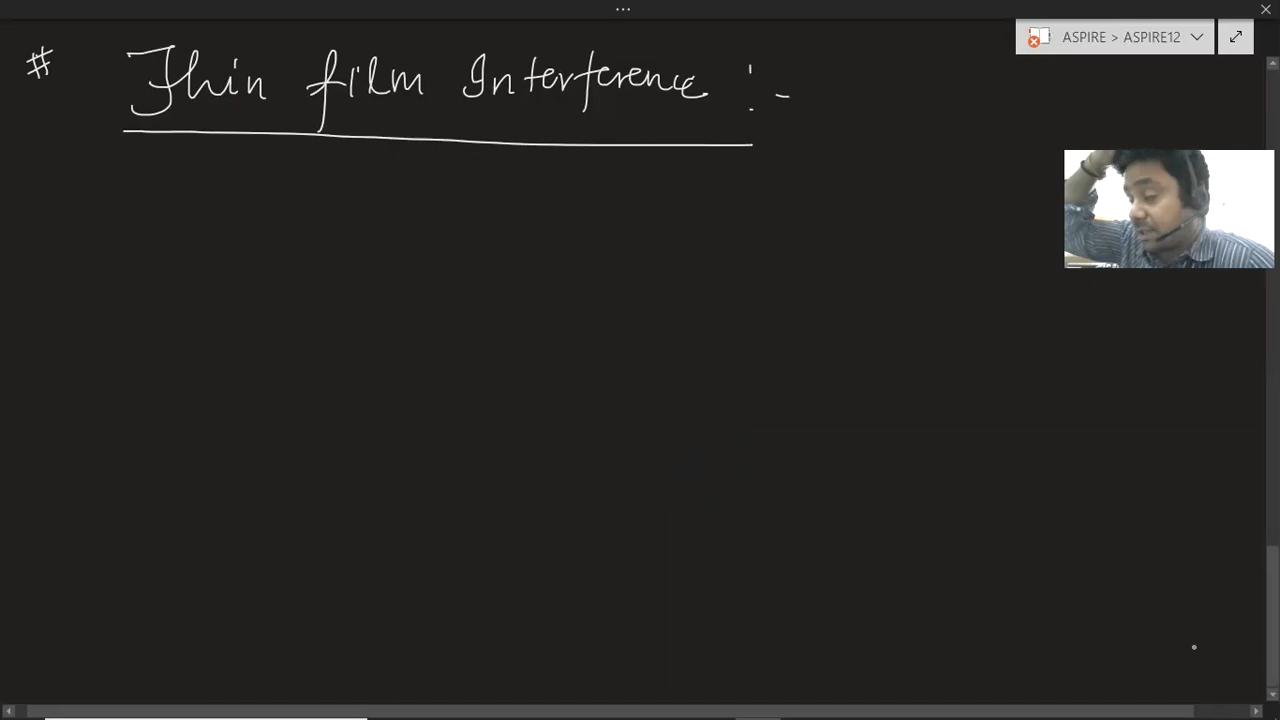 ASPIRE > ASPIRE12
# Thin film Interference :-